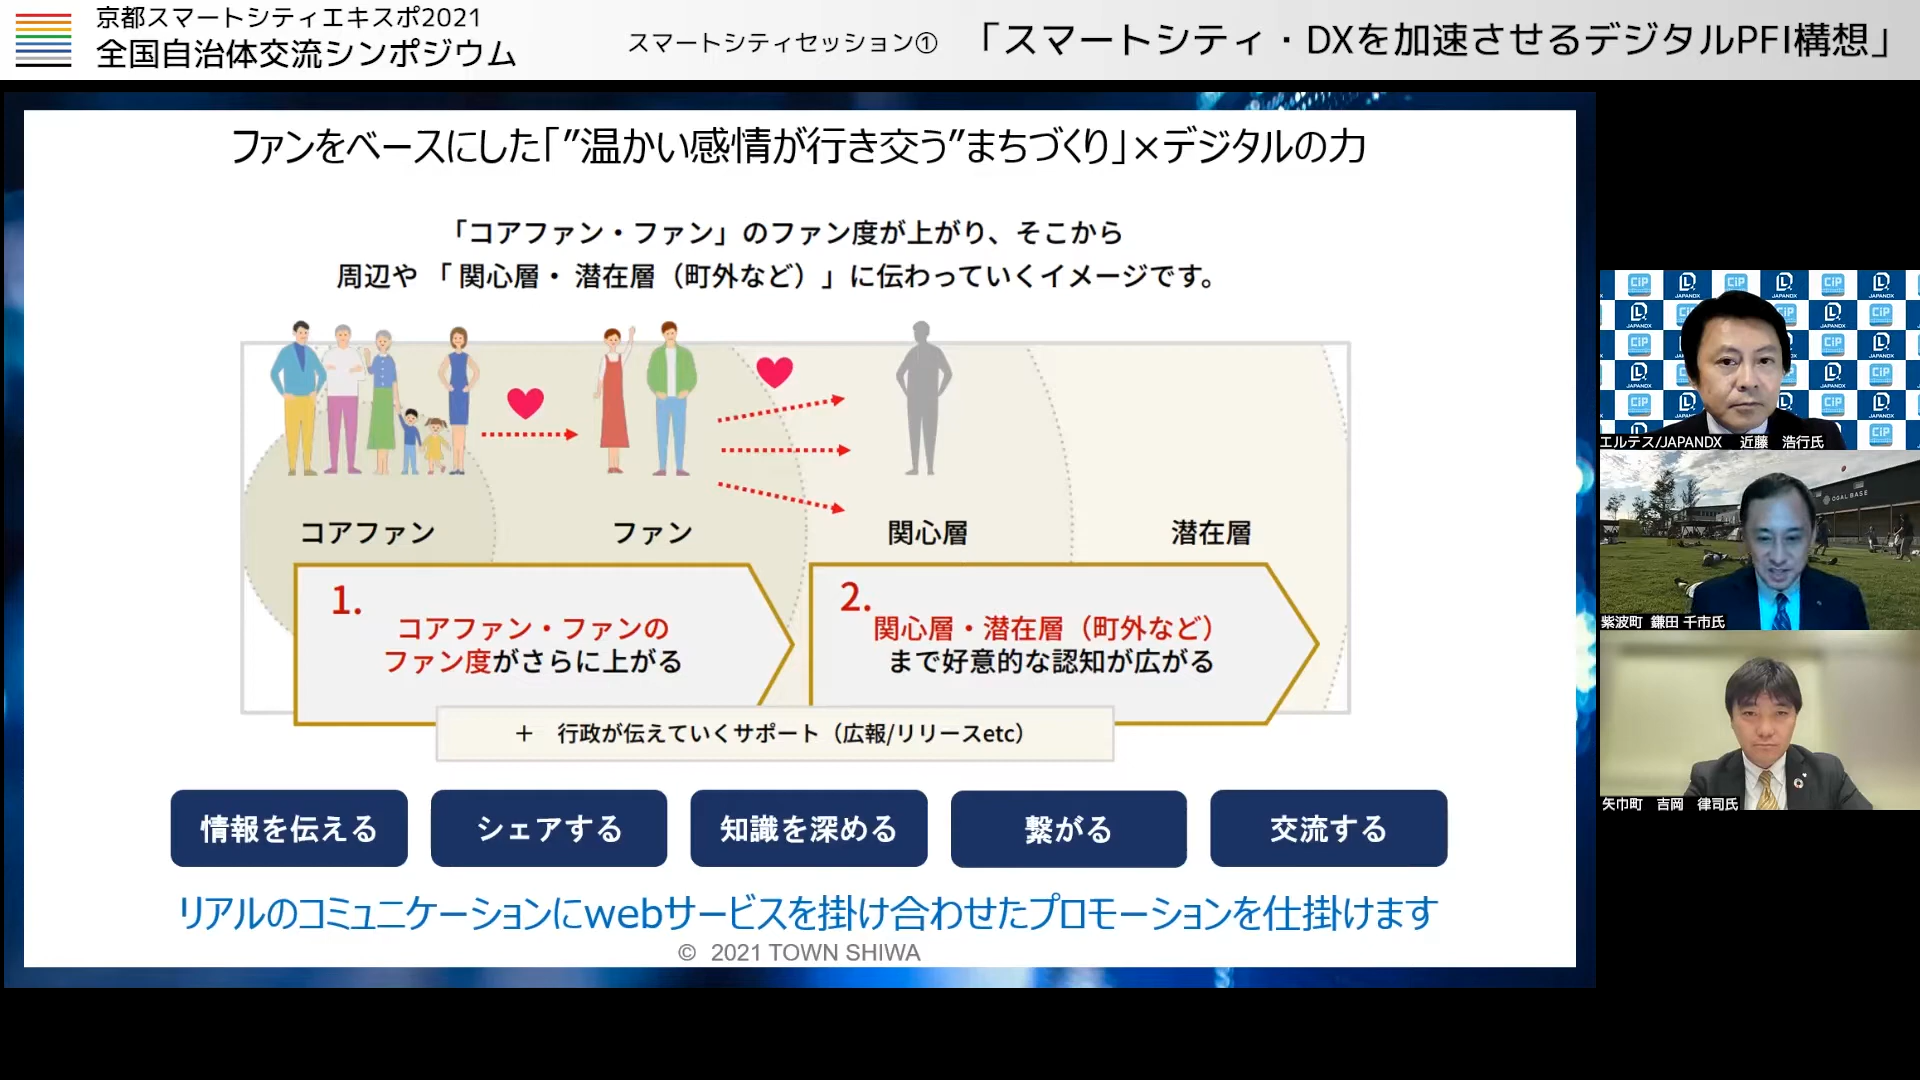 京都スマートシティエキスポ2021
全国自治体交流シンポジウム
スマートシティセッション①
「スマートシティ・DXを加速させるデジタルPFI構想」
ファンをベースにした「”温かい感情が行き交う”まちづくり」×デジタルの力
「コアファン・ファン」のファン度が上がり、そこから
周辺や「関心層・潜在層（町外など）」に伝わっていくイメージです。
コアファン
ファン
関心層
潜在層
1.
コアファン・ファンの
ファン度がさらに上がる
2.
関心層・潜在層（町外など）
まで好意的な認知が広がる
＋ 行政が伝えていくサポート（広報/リリースetc）
情報を伝える
シェアする
知識を深める
繋がる
交流する
リアルのコミュニケーションにwebサービスを掛け合わせたプロモーションを仕掛けます
© 2021 TOWN SHIWA
CiP
JAPANDX
エルテス/JAPANDX 近藤 浩行氏
OGAL BASE
紫波町 鎌田 千市氏
矢巾町 吉岡 律司氏